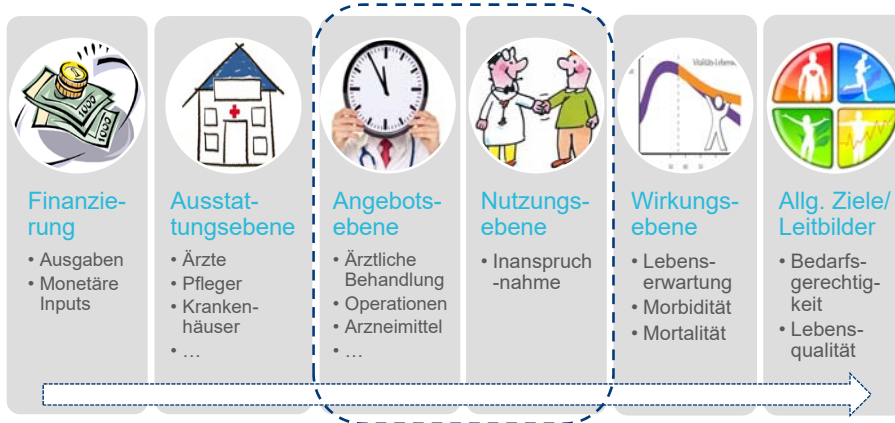 Finanzie-
rung
• Ausgaben
• Monetäre
Inputs
Ausstat-
tungsebene
• Ärzte
• Pfleger
• Kranken-
häuser
• …
Angebots-
ebene
• Ärztliche
Behandlung
• Operationen
• Arzneimittel
• …
Nutzungs-
ebene
• Inanspruch
-nahme
Wirkungs-
ebene
• Lebens-
erwartung
• Morbidität
• Mortalität
Allg. Ziele/
Leitbilder
• Bedarfs-
gerechtig-
keit
• Lebens-
qualität